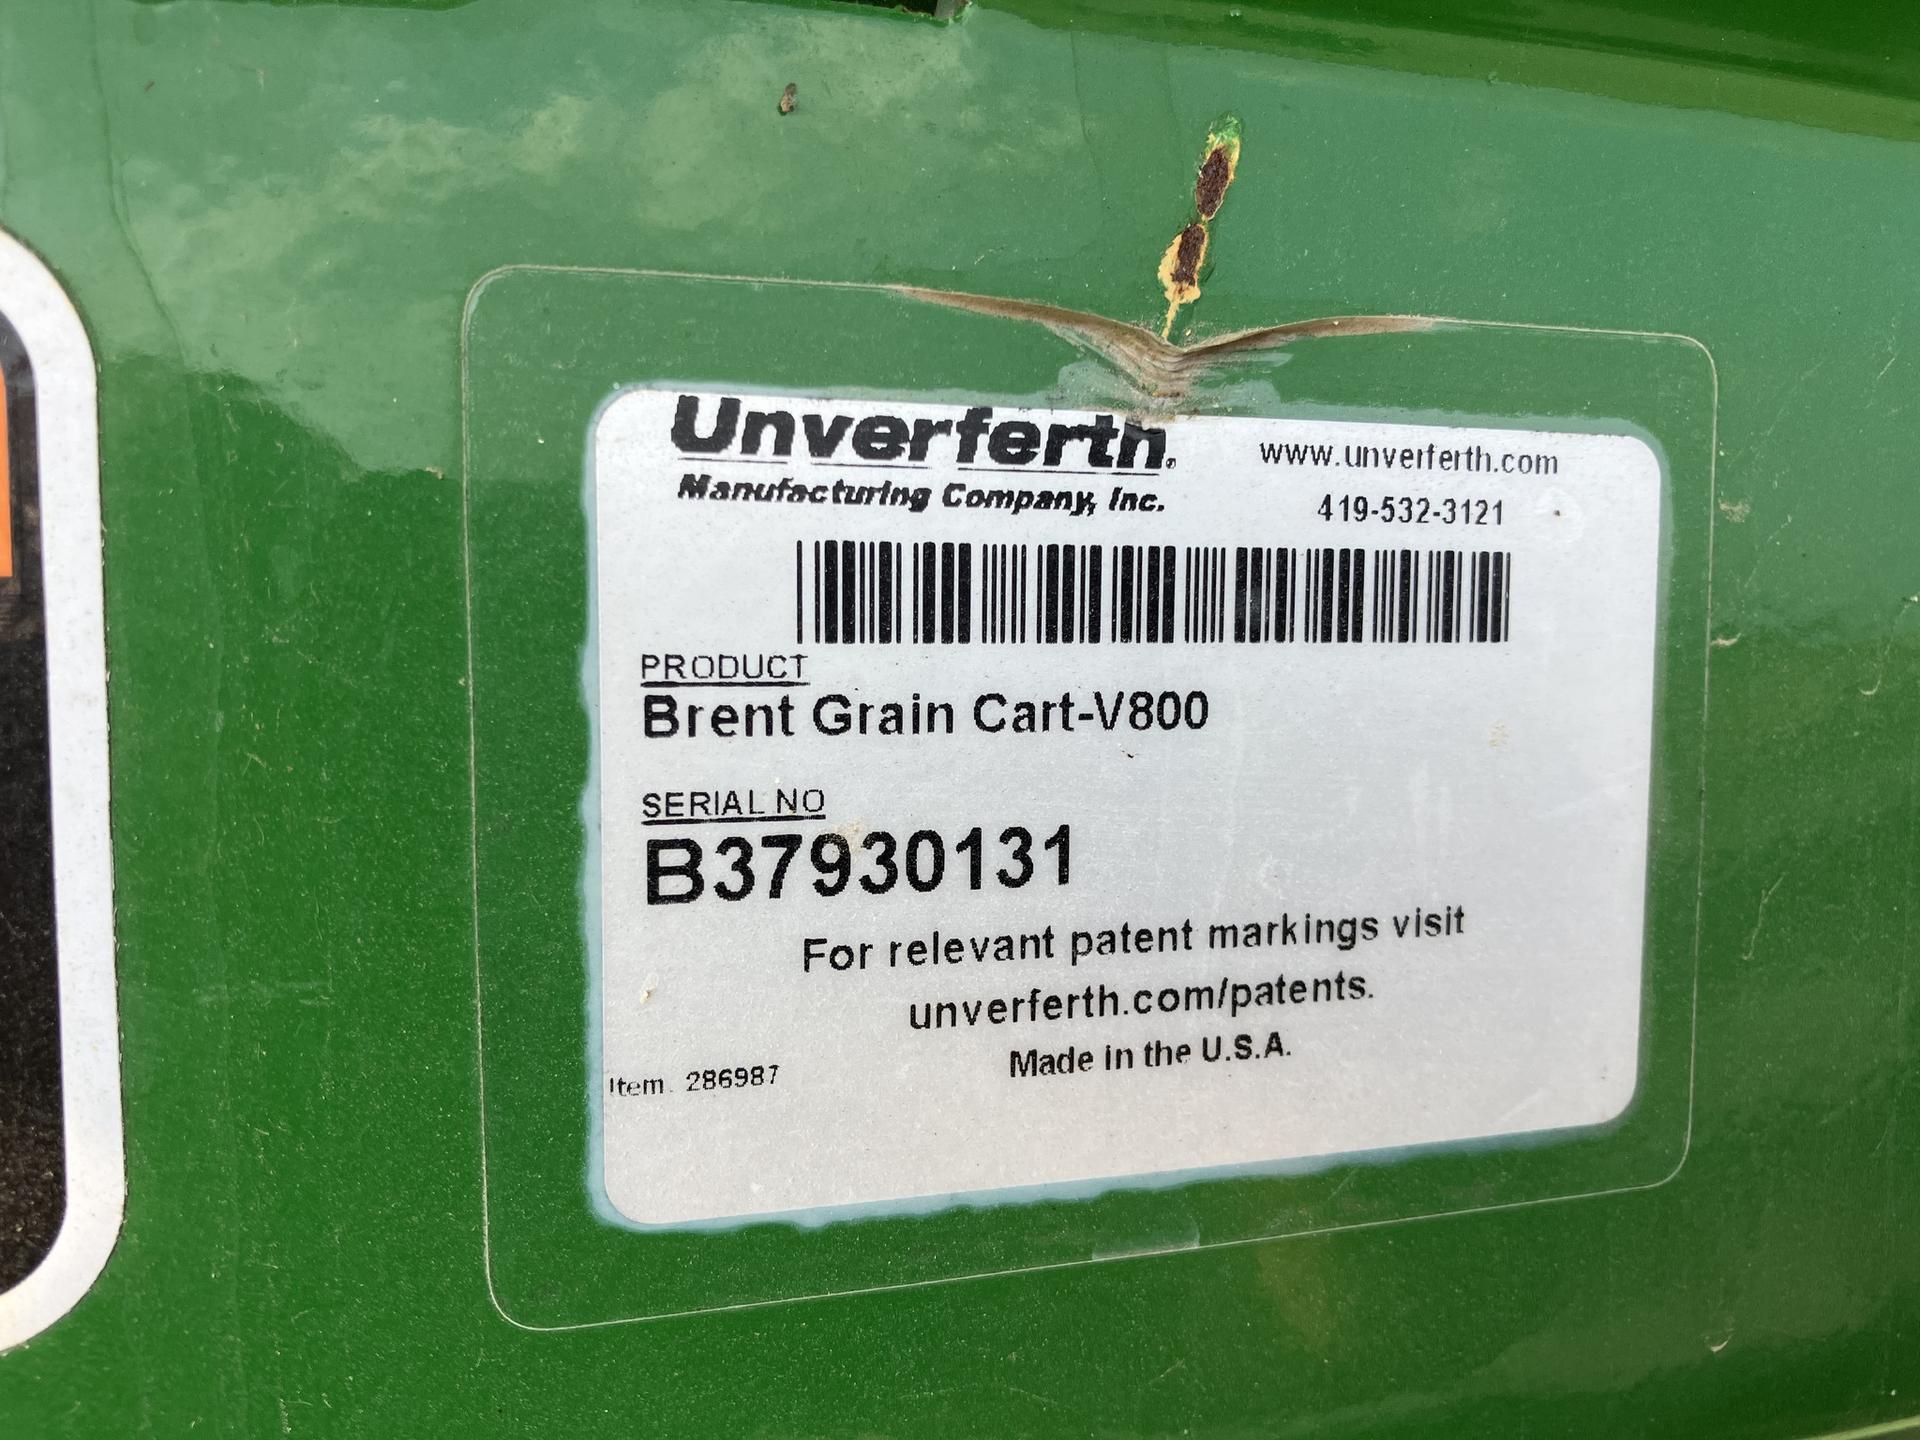 Unverferth®
Manufacturing Company, Inc.
www.unverferth.com
419-532-3121
PRODUCT
Brent Grain Cart-V800
SERIAL NO
B37930131
For relevant patent markings visit
unverferth.com/patents.
Made in the U.S.A.
Item. 286987